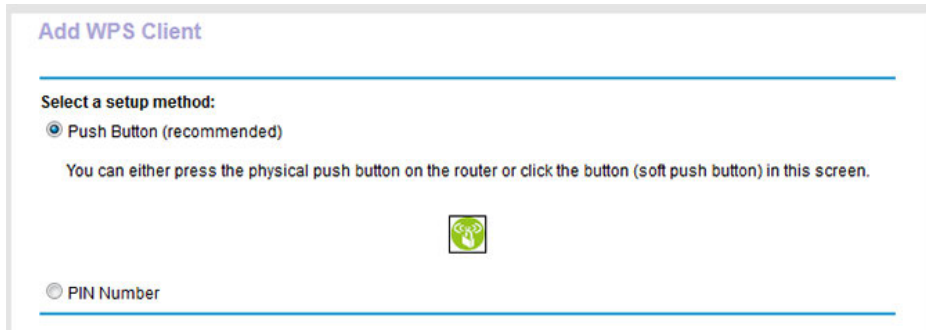 Add WPS Client
Select a setup method:
Push Button (recommended)
You can either press the physical push button on the router or click the button (soft push button) in this screen.
PIN Number